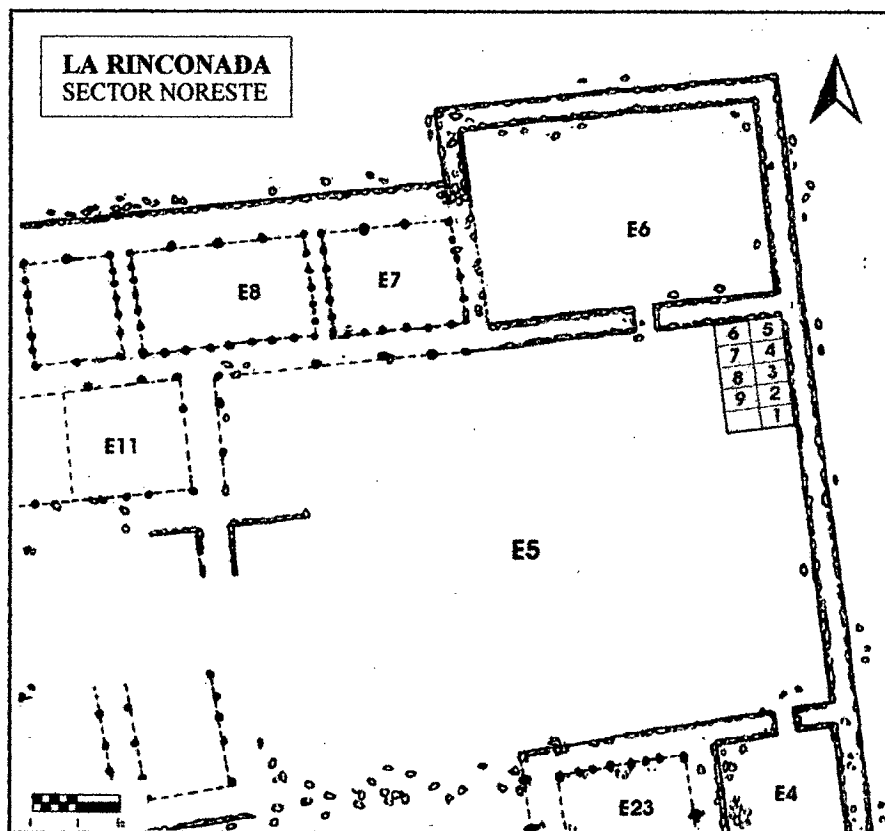 LA RINCONADA
SECTOR NORESTE
E6
E8
E7
6 5
7 4
8 3
9 2
1
E11
E5
E4
E23